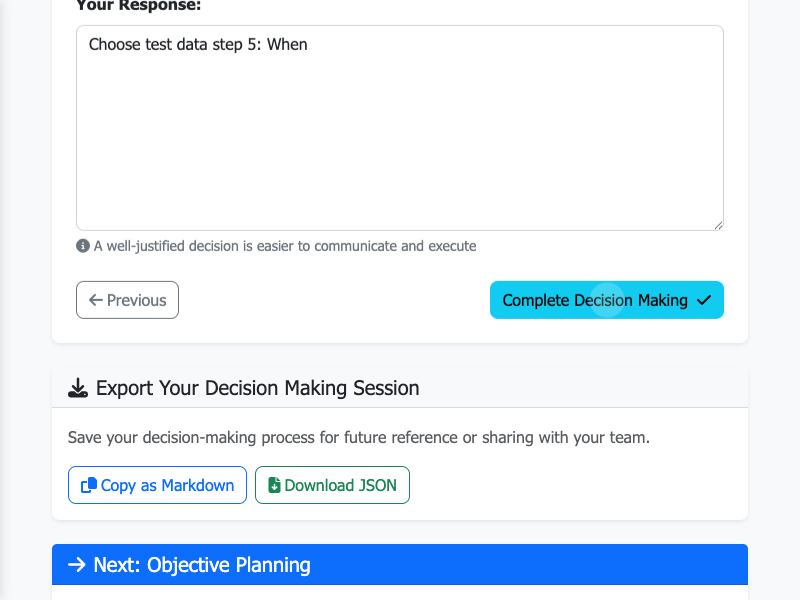 Your Response:
Choose test data step 5: When
A well-justified decision is easier to communicate and execute
Previous
Complete Decision Making
Export Your Decision Making Session
Save your decision-making process for future reference or sharing with your team.
Copy as Markdown
Download JSON
Next: Objective Planning